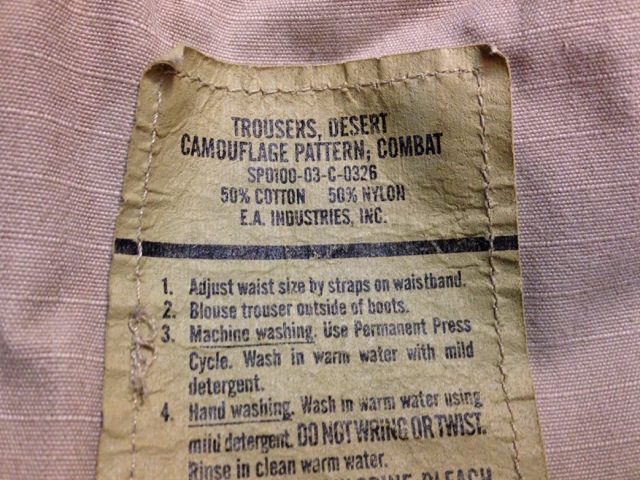 TROUSERS, DESERT
CAMOUFLAGE PATTERN; COMBAT
SPO100-03-C-0326
50% COTTON 50% NYLON
E.A. INDUSTRIES, INC.
1. Adjust waist size by straps on waistband.
2. Blouse trouser outside of boots.
3. Machine washing. Use Permanent Press
Cycle. Wash in warm water with mild
detergent.
4. Hand washing. Wash in warm water using
mild detergent. DO NOT WRING OR TWIST.
Rinse in clean warm water.
BLEACH